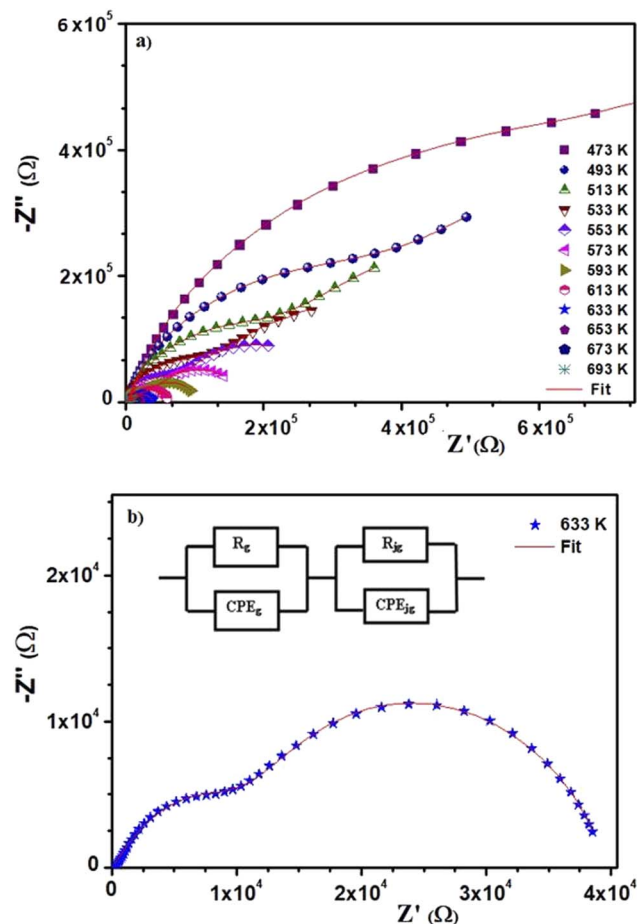 a)
6x10⁵
4x10⁵
2x10⁵
0
-Z" (Ω)
0 2x10⁵ 4x10⁵ 6x10⁵
Z' (Ω)
473 K
493 K
513 K
533 K
553 K
573 K
593 K
613 K
633 K
653 K
673 K
693 K
Fit
b)
2x10⁴
1x10⁴
0
-Z" (Ω)
R_g R_jg
CPE_g CPE_jg
633 K
Fit
0 1x10⁴ 2x10⁴ 3x10⁴ 4x10⁴
Z' (Ω)